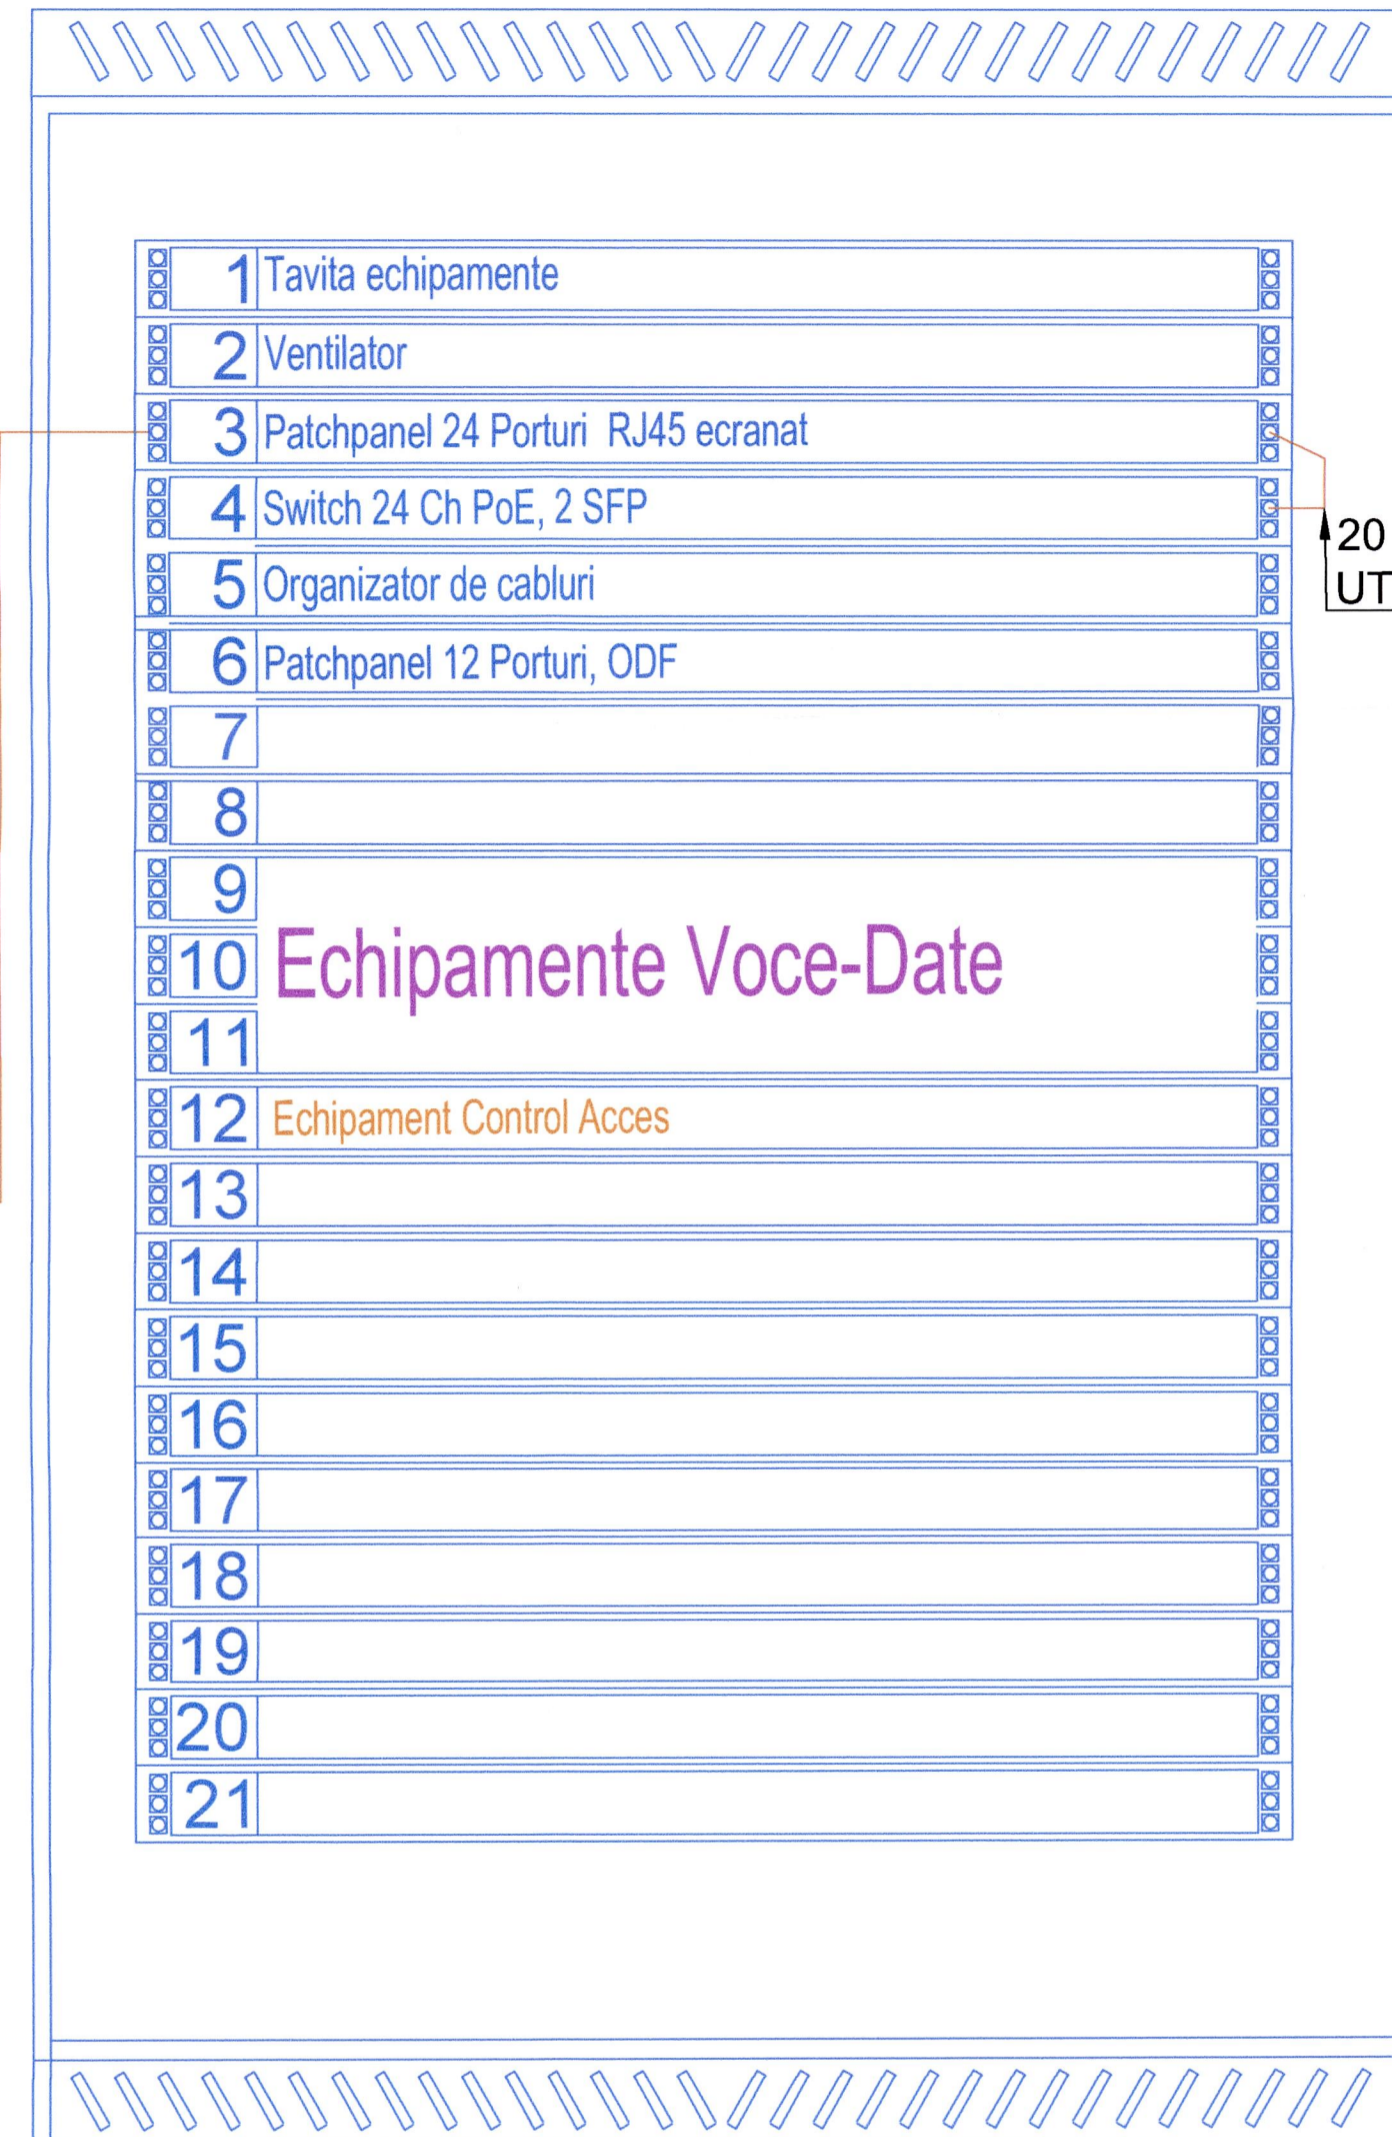 1 Tavita echipamente
2 Ventilator
3 Patchpanel 24 Porturi RJ45 ecranat
4 Switch 24 Ch PoE, 2 SFP
20
UT
5 Organizator de cabluri
6 Patchpanel 12 Porturi, ODF
7
8
9
10 Echipamente Voce-Date
11
12 Echipament Control Acces
13
14
15
16
17
18
19
20
21